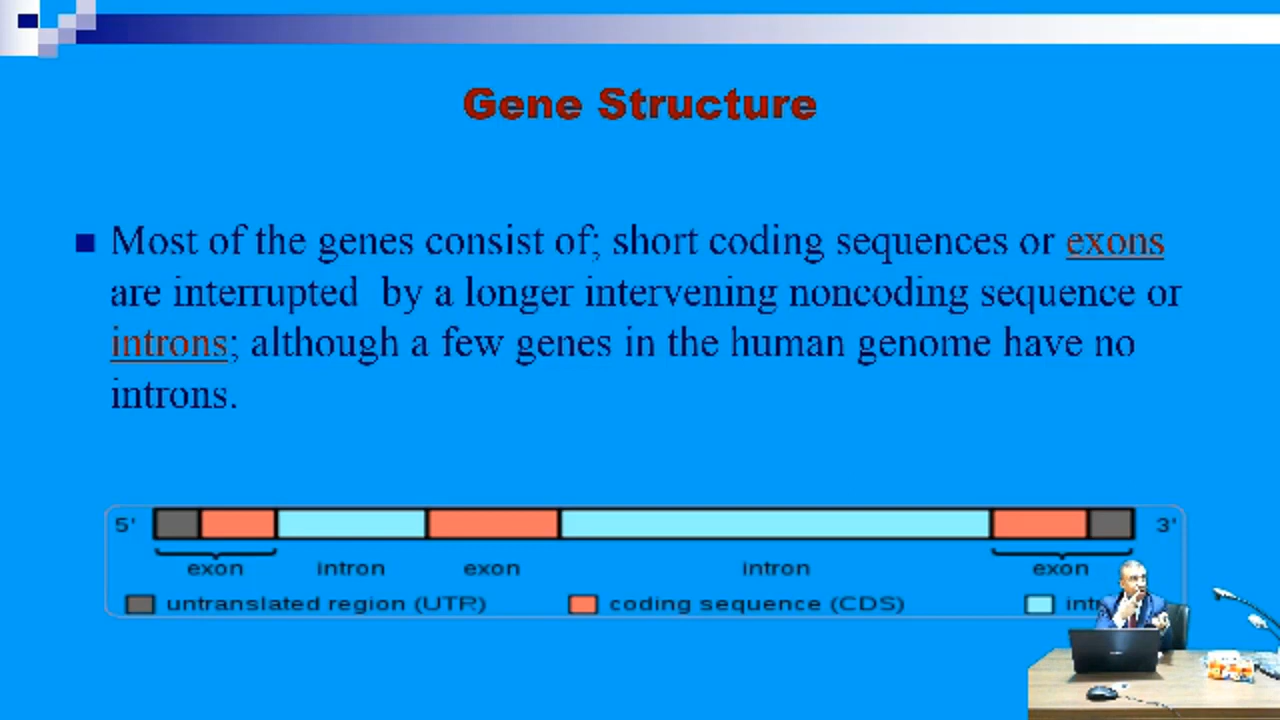 Gene Structure
Most of the genes consist of; short coding sequences or exons
are interrupted by a longer intervening noncoding sequence or
introns; although a few genes in the human genome have no
introns.
5' 3'
exon intron exon intron exon
untranslated region (UTR) coding sequence (CDS)